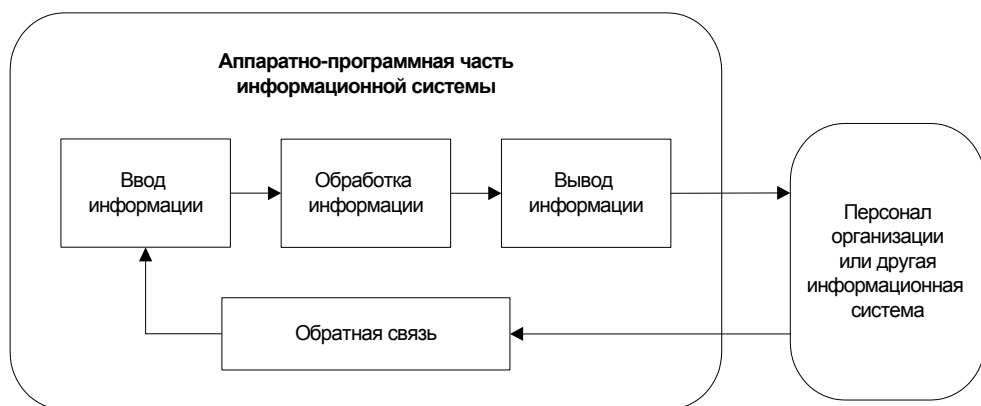 Аппаратно-программная часть
информационной системы
Ввод
информации
Обработка
информации
Вывод
информации
Персонал
организации
или другая
информационная
система
Обратная связь